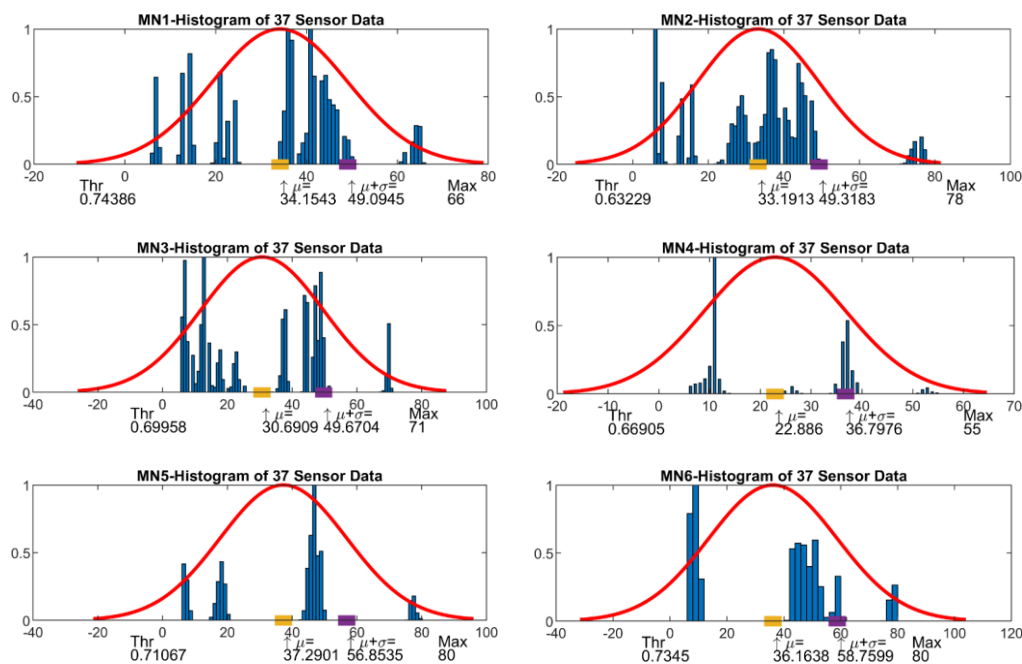 MN1-Histogram of 37 Sensor Data
1
0.5
0
-20 0 20 40 60 80
Thr ↑ μ= ↑ μ+σ= Max
0.74386 34.1543 49.0945 66
MN2-Histogram of 37 Sensor Data
1
0.5
0
-20 0 20 40 60 80 100
Thr ↑ μ= ↑ μ+σ= Max
0.63229 33.1913 49.3183 78
MN3-Histogram of 37 Sensor Data
1
0.5
0
-40 -20 0 20 40 60 80 100
Thr ↑ μ= ↑ μ+σ= Max
0.69958 30.6909 49.6704 71
MN4-Histogram of 37 Sensor Data
1
0.5
0
-20 -10 0 10 20 30 40 50 60 70
Thr ↑ μ= ↑ μ+σ= Max
0.66905 22.886 36.7976 55
MN5-Histogram of 37 Sensor Data
1
0.5
0
-40 -20 0 20 40 60 80 100
Thr ↑ μ= ↑ μ+σ= Max
0.71067 37.2901 56.8535 80
MN6-Histogram of 37 Sensor Data
1
0.5
0
-40 -20 0 20 40 60 80 100 120
Thr ↑ μ= ↑ μ+σ= Max
0.7345 36.1638 58.7599 80